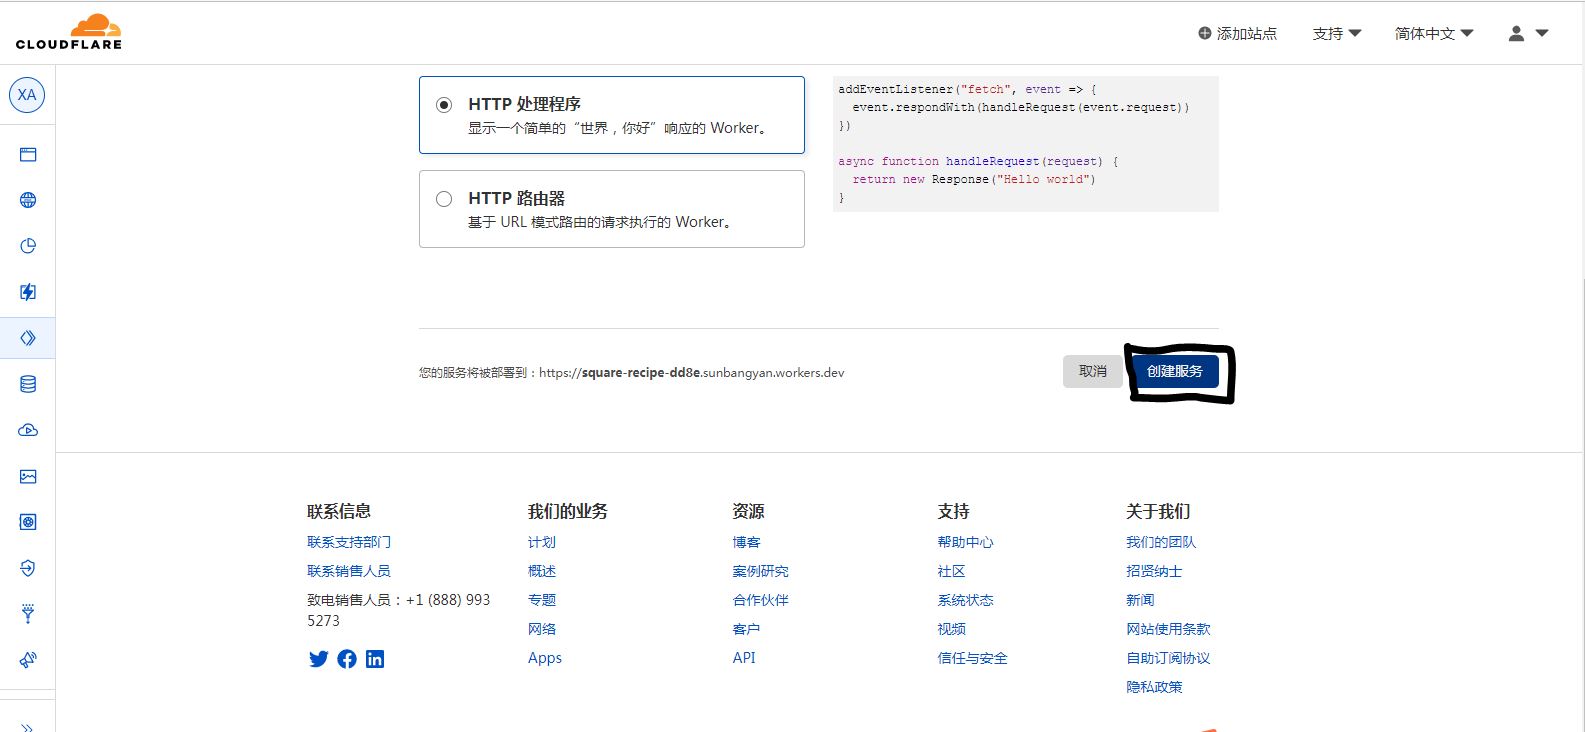 CLOUDFLARE
添加站点
支持
简体中文
XA
HTTP 处理程序
显示一个简单的“世界，你好”响应的 Worker。
HTTP 路由器
基于 URL 模式路由的请求执行的 Worker。
addEventListener("fetch", event => {
  event.respondWith(handleRequest(event.request))
})
async function handleRequest(request) {
  return new Response("Hello world")
}
您的服务将被部署到：https://square-recipe-dd8e.sunbangyan.workers.dev
取消
创建服务
联系信息
联系支持部门
联系销售人员
致电销售人员：+1 (888) 993
5273
我们的业务
计划
概述
专题
网络
Apps
资源
博客
案例研究
合作伙伴
客户
API
支持
帮助中心
社区
系统状态
视频
信任与安全
关于我们
我们的团队
招贤纳士
新闻
网站使用条款
自助订阅协议
隐私政策